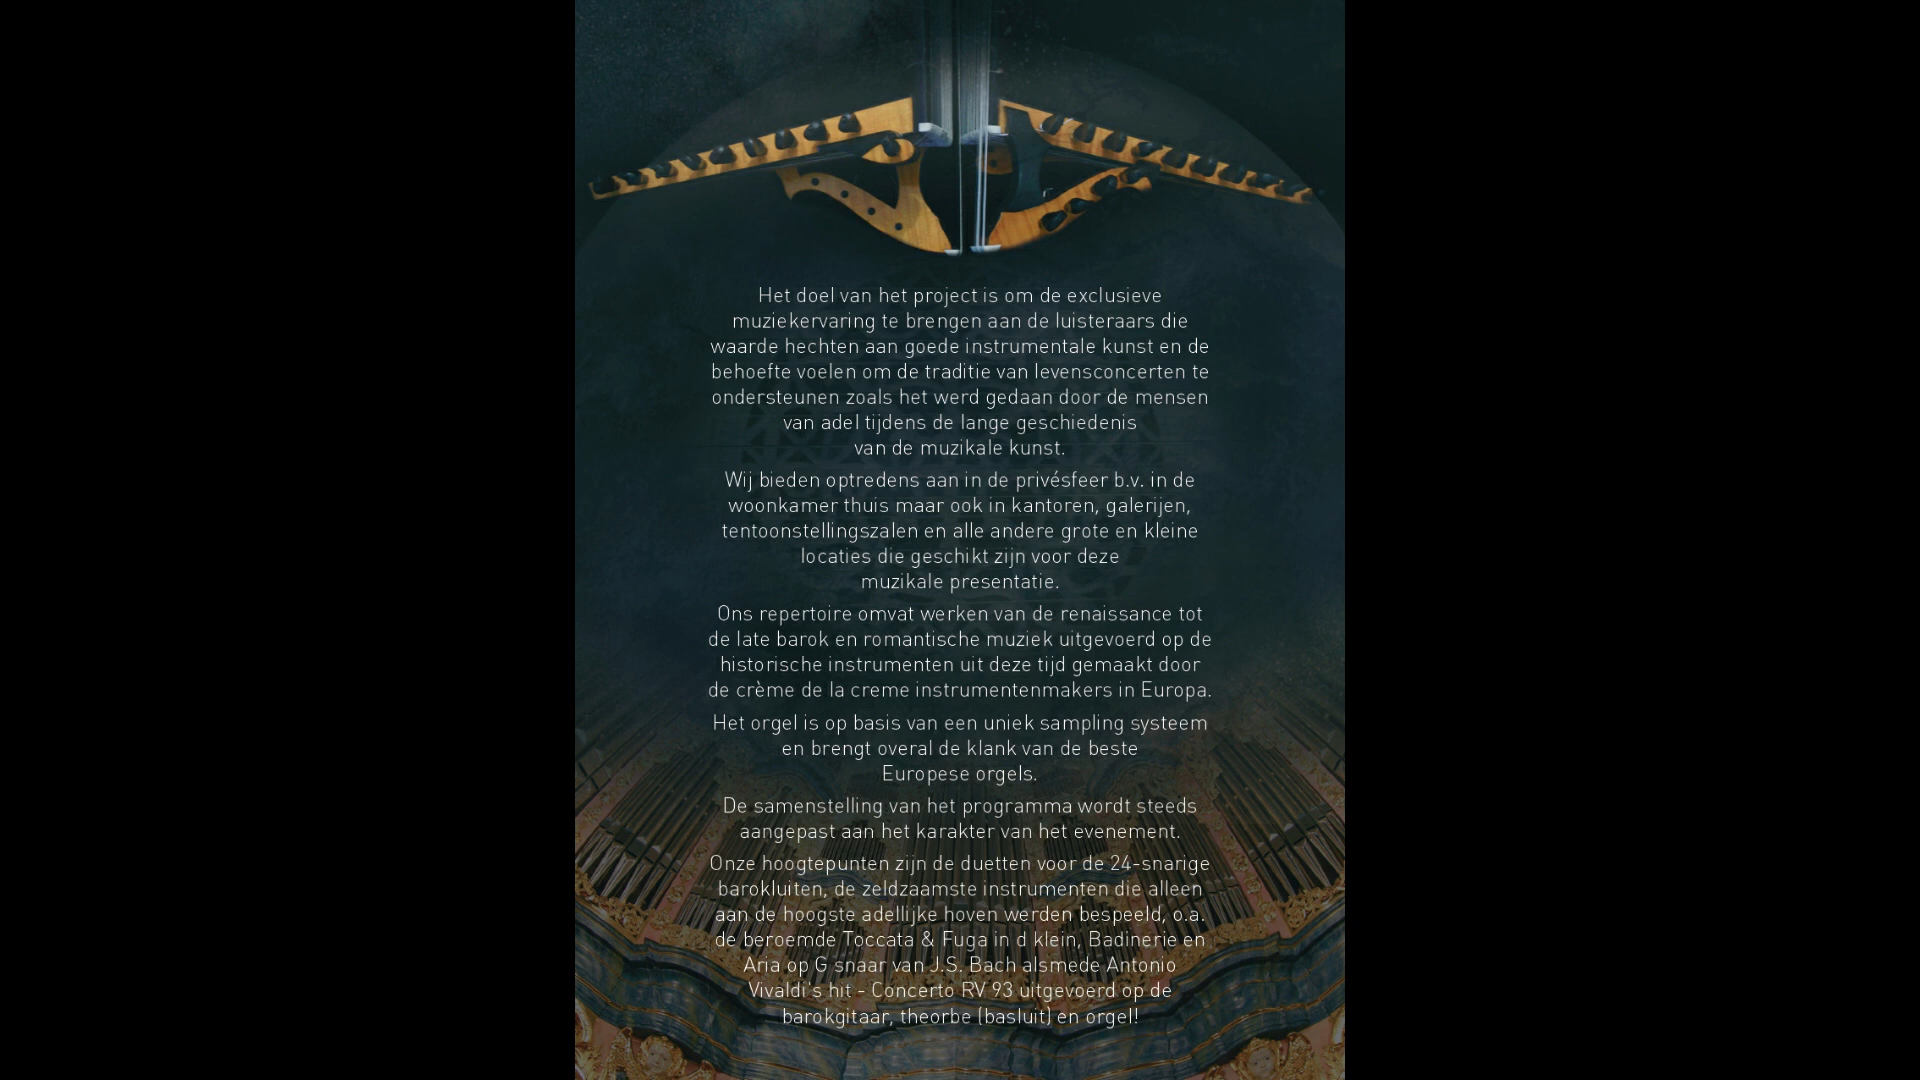 Het doel van het project is om de exclusieve
muziekervaring te brengen aan de luisteraars die
waarde hechten aan goede instrumentale kunst en de
behoefte voelen om de traditie van levensconcerten te
ondersteunen zoals het werd gedaan door de mensen
van adel tijdens de lange geschiedenis
van de muzikale kunst.
Wij bieden optredens aan in de privésfeer b.v. in de
woonkamer thuis maar ook in kantoren, galerijen,
tentoonstellingszalen en alle andere grote en kleine
locaties die geschikt zijn voor deze
muzikale presentatie.
Ons repertoire omvat werken van de renaissance tot
de late barok en romantische muziek uitgevoerd op de
historische instrumenten uit deze tijd gemaakt door
de crème de la creme instrumentenmakers in Europa.
Het orgel is op basis van een uniek sampling systeem
en brengt overal de klank van de beste
Europese orgels.
De samenstelling van het programma wordt steeds
aangepast aan het karakter van het evenement.
Onze hoogtepunten zijn de duetten voor de 24-snarige
barokluiten, de zeldzaamste instrumenten die alleen
aan de hoogste adellijke hoven werden bespeeld, o.a.
de beroemde Toccata & Fuga in d klein, Badinerie en
Aria op G snaar van J.S. Bach alsmede Antonio
Vivaldi's hit - Concerto RV 93 uitgevoerd op de
barokgitaar, theorbe (basluit) en orgel!